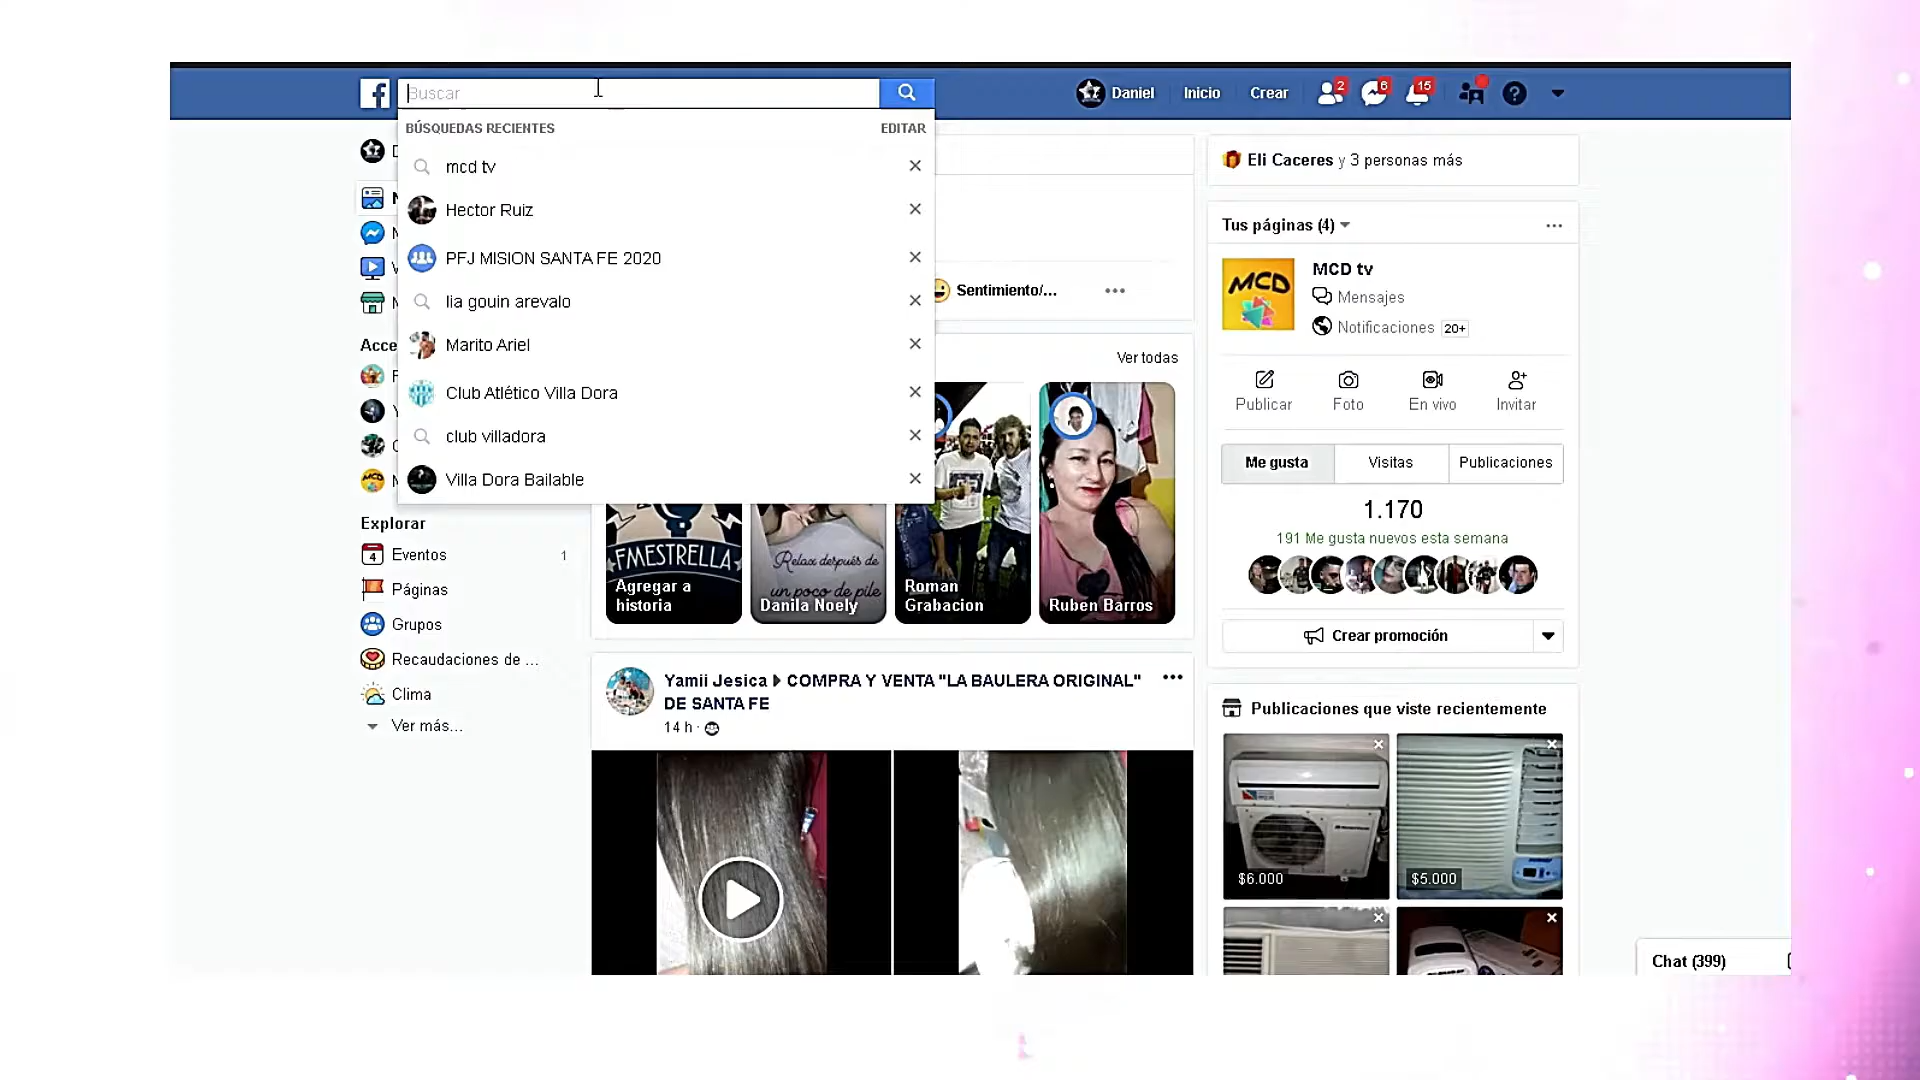 Buscar
Daniel
Inicio
Crear
2
6
15
BÚSQUEDAS RECIENTES
EDITAR
mcd tv
Hector Ruiz
PFJ MISION SANTA FE 2020
lia gouin arevalo
Marito Ariel
Club Atlético Villa Dora
club villadora
Villa Dora Bailable
Acce
Explorar
4 Eventos 1
Páginas
Grupos
Recaudaciones de ...
Clima
Ver más...
Sentimiento/...
Ver todas
FMESTRELLA
Agregar a
historia
Relax después de
un poco de pile
Danila Noely
Roman
Grabacion
Ruben Barros
Yamii Jesica COMPRA Y VENTA "LA BAULERA ORIGINAL"
DE SANTA FE
14 h ·
Eli Caceres y 3 personas más
Tus páginas (4)
MCD
MCD tv
Mensajes
Notificaciones 20+
Publicar
Foto
En vivo
Invitar
Me gusta
Visitas
Publicaciones
1.170
191 Me gusta nuevos esta semana
Crear promoción
Publicaciones que viste recientemente
$6.000
$5.000
Chat (399)